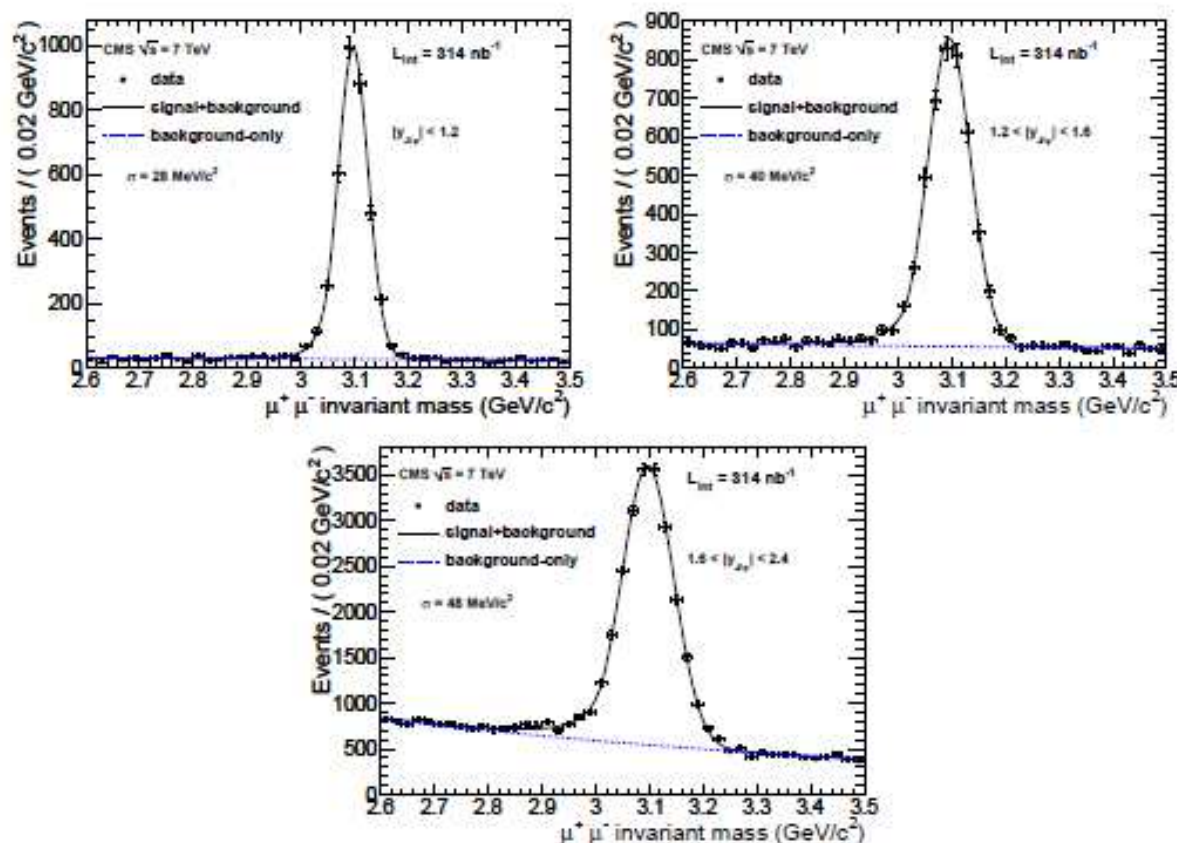 Events / ( 0.02 GeV/c²)
1000
800
600
400
200
0
CMS √s = 7 TeV
L_int = 314 nb⁻¹
data
signal+background
background-only
|y_J/ψ| < 1.2
σ = 28 MeV/c²
2.6 2.7 2.8 2.9 3 3.1 3.2 3.3 3.4 3.5
μ⁺ μ⁻ invariant mass (GeV/c²)
Events / ( 0.02 GeV/c²)
900
800
700
600
500
400
300
200
100
0
CMS √s = 7 TeV
L_int = 314 nb⁻¹
data
signal+background
background-only
1.2 < |y_J/ψ| < 1.6
σ = 40 MeV/c²
2.6 2.7 2.8 2.9 3 3.1 3.2 3.3 3.4 3.5
μ⁺ μ⁻ invariant mass (GeV/c²)
Events / ( 0.02 GeV/c²)
3500
3000
2500
2000
1500
1000
500
0
CMS √s = 7 TeV
L_int = 314 nb⁻¹
data
signal+background
background-only
1.6 < |y_J/ψ| < 2.4
σ = 48 MeV/c²
2.6 2.7 2.8 2.9 3 3.1 3.2 3.3 3.4 3.5
μ⁺ μ⁻ invariant mass (GeV/c²)